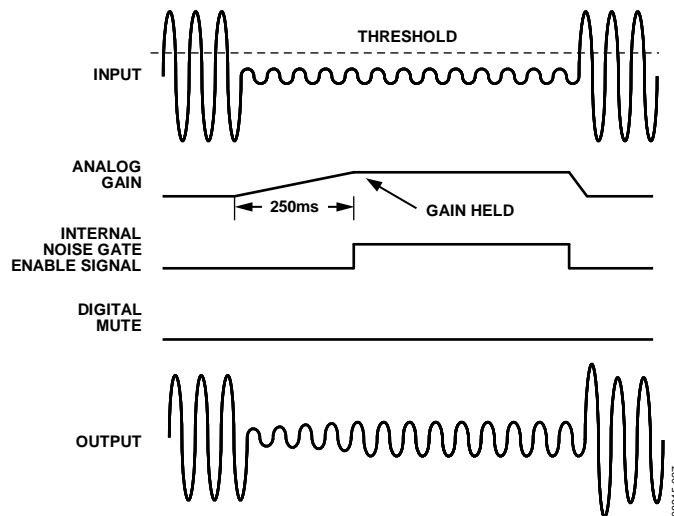 THRESHOLD
INPUT
ANALOG
GAIN
250ms
GAIN HELD
INTERNAL
NOISE GATE
ENABLE SIGNAL
DIGITAL
MUTE
OUTPUT